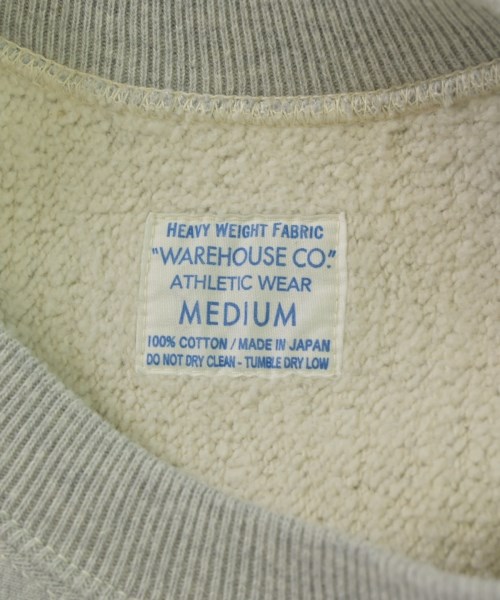 HEAVY WEIGHT FABRIC
"WAREHOUSE CO."
ATHLETIC WEAR
MEDIUM
100% COTTON / MADE IN JAPAN
DO NOT DRY CLEAN - TUMBLE DRY LOW